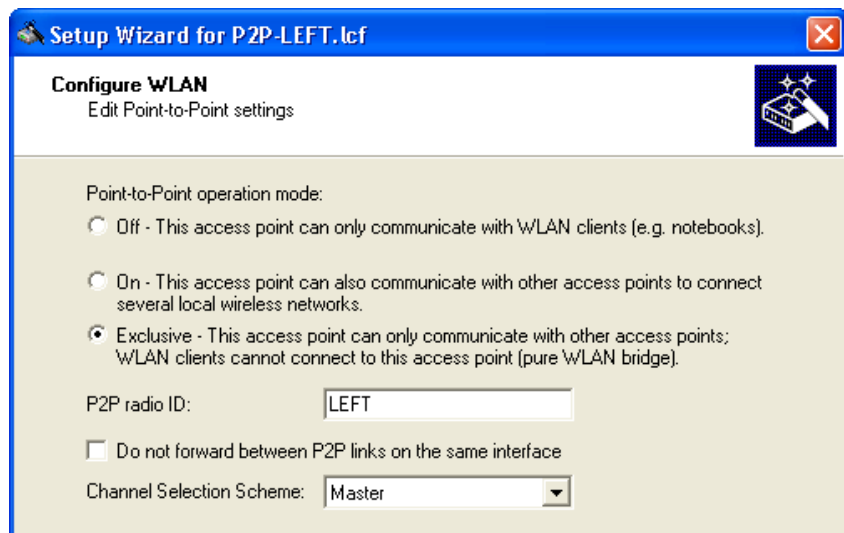 Setup Wizard for P2P-LEFT.lcf
Configure WLAN
Edit Point-to-Point settings
Point-to-Point operation mode:
Off - This access point can only communicate with WLAN clients (e.g. notebooks).
On - This access point can also communicate with other access points to connect
several local wireless networks.
Exclusive - This access point can only communicate with other access points;
WLAN clients cannot connect to this access point (pure WLAN bridge).
P2P radio ID: LEFT
Do not forward between P2P links on the same interface
Channel Selection Scheme: Master